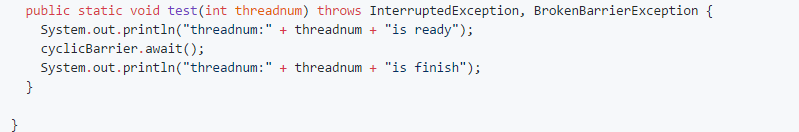 public static void test(int threadnum) throws InterruptedException, BrokenBarrierException {
System.out.println("threadnum:" + threadnum + "is ready");
cyclicBarrier.await();
System.out.println("threadnum:" + threadnum + "is finish");
}
}